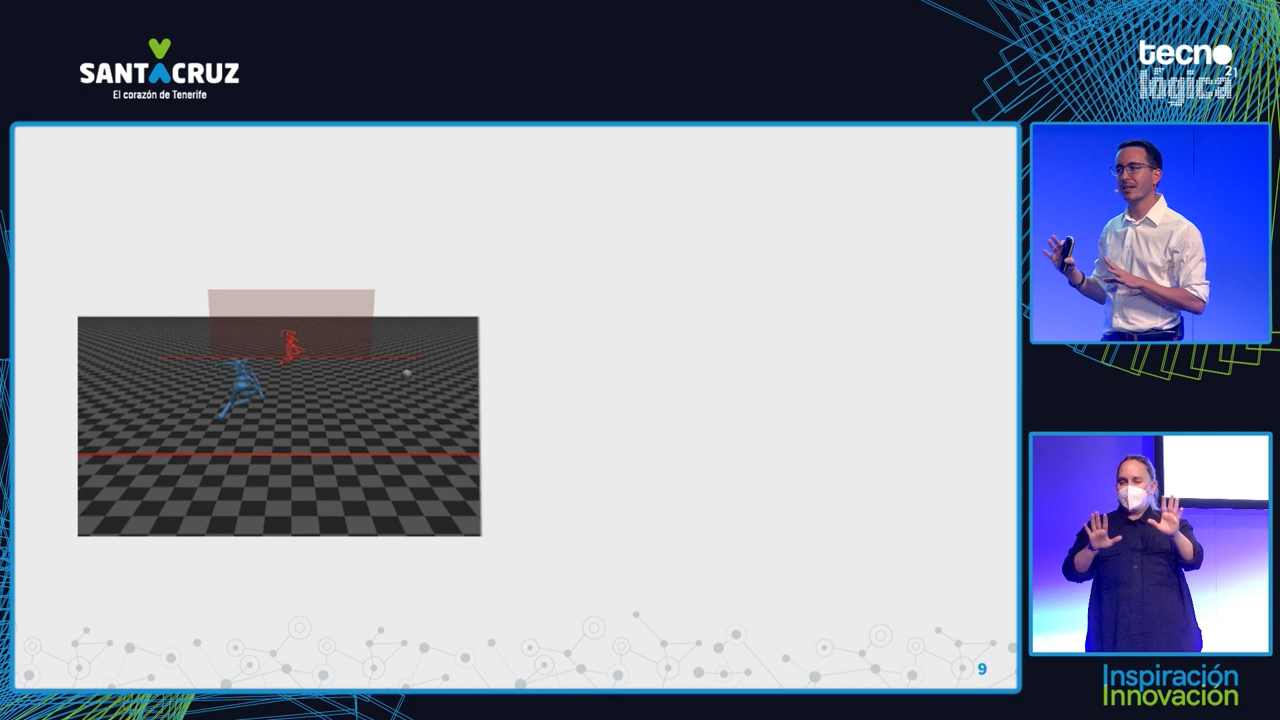 SANTACRUZ
El corazón de Tenerife
tecno
lógica
21
9
Inspiración
Innovación